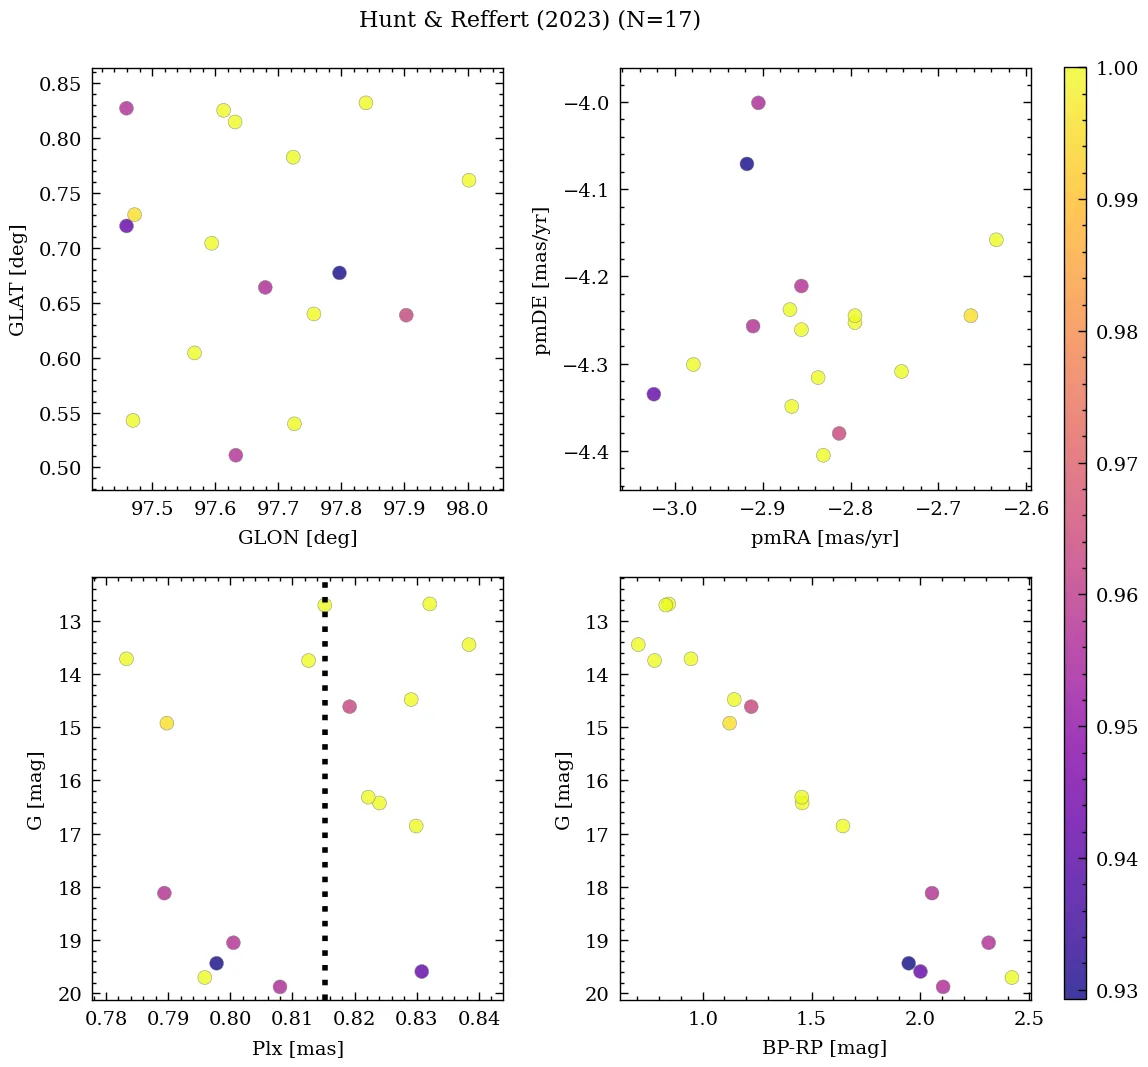 Hunt & Reffert (2023) (N=17)
0.85
0.80
0.75
0.70
0.65
0.60
0.55
0.50
GLAT [deg]
97.5 97.6 97.7 97.8 97.9 98.0
GLON [deg]
−4.0
−4.1
−4.2
−4.3
−4.4
pmDE [mas/yr]
−3.0 −2.9 −2.8 −2.7 −2.6
pmRA [mas/yr]
13
14
15
16
17
18
19
20
G [mag]
0.78 0.79 0.80 0.81 0.82 0.83 0.84
Plx [mas]
13
14
15
16
17
18
19
20
G [mag]
1.0 1.5 2.0 2.5
BP-RP [mag]
1.00
0.99
0.98
0.97
0.96
0.95
0.94
0.93